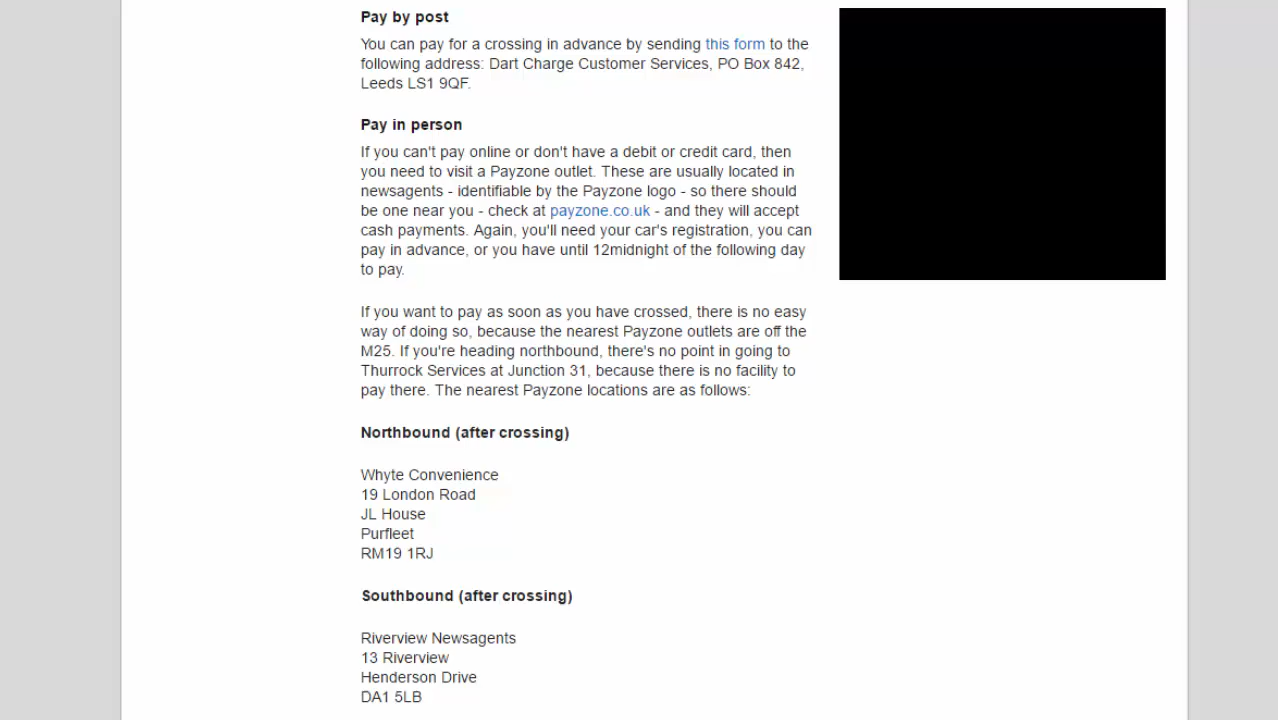 Pay by post
You can pay for a crossing in advance by sending this form to the
following address: Dart Charge Customer Services, PO Box 842,
Leeds LS1 9QF.
Pay in person
If you can't pay online or don't have a debit or credit card, then
you need to visit a Payzone outlet. These are usually located in
newsagents - identifiable by the Payzone logo - so there should
be one near you - check at payzone.co.uk - and they will accept
cash payments. Again, you'll need your car's registration, you can
pay in advance, or you have until 12midnight of the following day
to pay.
If you want to pay as soon as you have crossed, there is no easy
way of doing so, because the nearest Payzone outlets are off the
M25. If you're heading northbound, there's no point in going to
Thurrock Services at Junction 31, because there is no facility to
pay there. The nearest Payzone locations are as follows:
Northbound (after crossing)
Whyte Convenience
19 London Road
JL House
Purfleet
RM19 1RJ
Southbound (after crossing)
Riverview Newsagents
13 Riverview
Henderson Drive
DA1 5LB